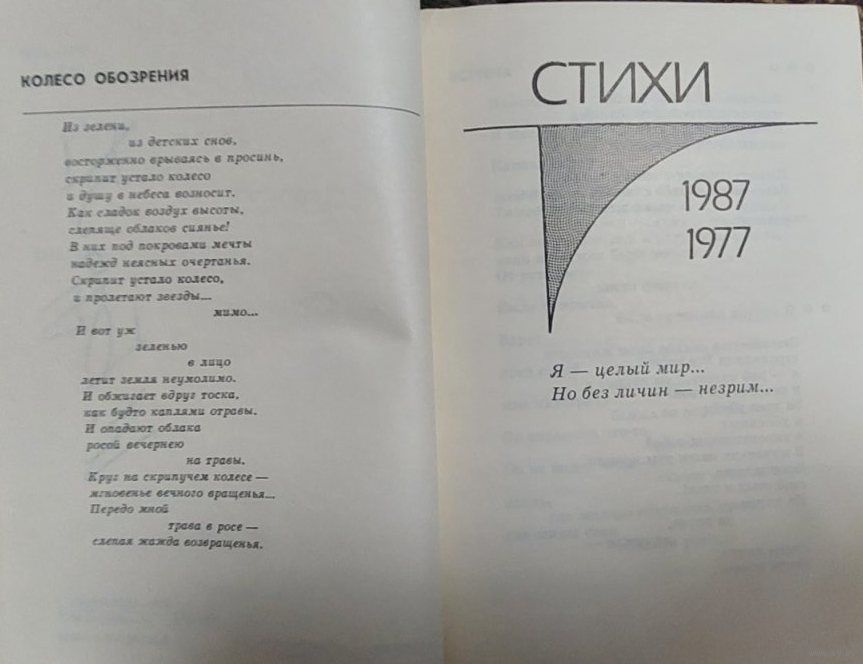 КОЛЕСО ОБОЗРЕНИЯ
Из зелени,
из детских снов,
восторженно врываясь в просинь,
скрипит устало колесо
и душу в небеса возносит.
Как сладок воздух высоты,
слепяще облаков сиянье!
В них под покровами мечты
надежд неясных очертанья.
Скрипит устало колесо,
и пролетают звезды...
мимо...
И вот уж
зеленью
в лицо
летит земля неумолимо.
И обжигает вдруг тоска,
как будто каплями отравы.
И опадают облака
росой вечернею
на травы.
Круг на скрипучем колесе —
мгновенье вечного вращенья...
Передо мной
трава в росе —
слепая жажда возвращенья.
СТИХИ
1987
1977
Я — целый мир...
Но без личин — незрим...